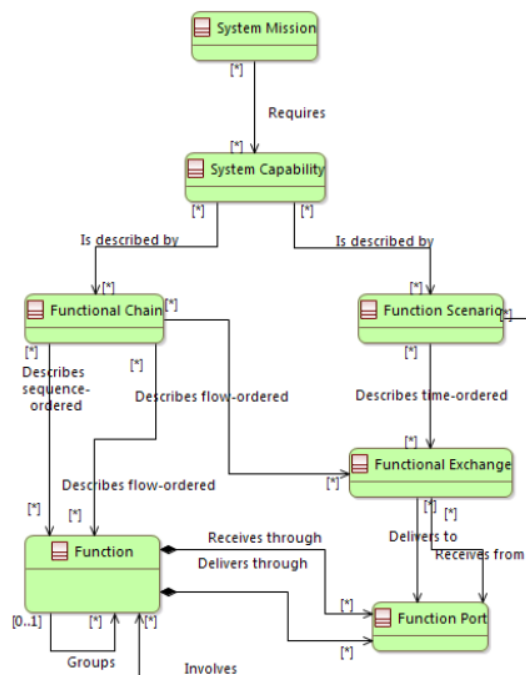 System Mission
[*]
Requires
[*]
System Capability
[*]
[*]
Is described by
Is described by
[*]
[*]
Functional Chain
[*]
Function Scenario
[*]
[*]
[*]
[*]
Describes
sequence-
ordered
Describes flow-ordered
Describes time-ordered
[*]
Functional Exchange
[*]
Describes flow-ordered
[*]
[*]
[*]
[*]
Function
Receives through
Delivers to
Delivers through
Receives from
[*]
Function Port
[0..1]
[*]
[*]
[*]
Groups
Involves